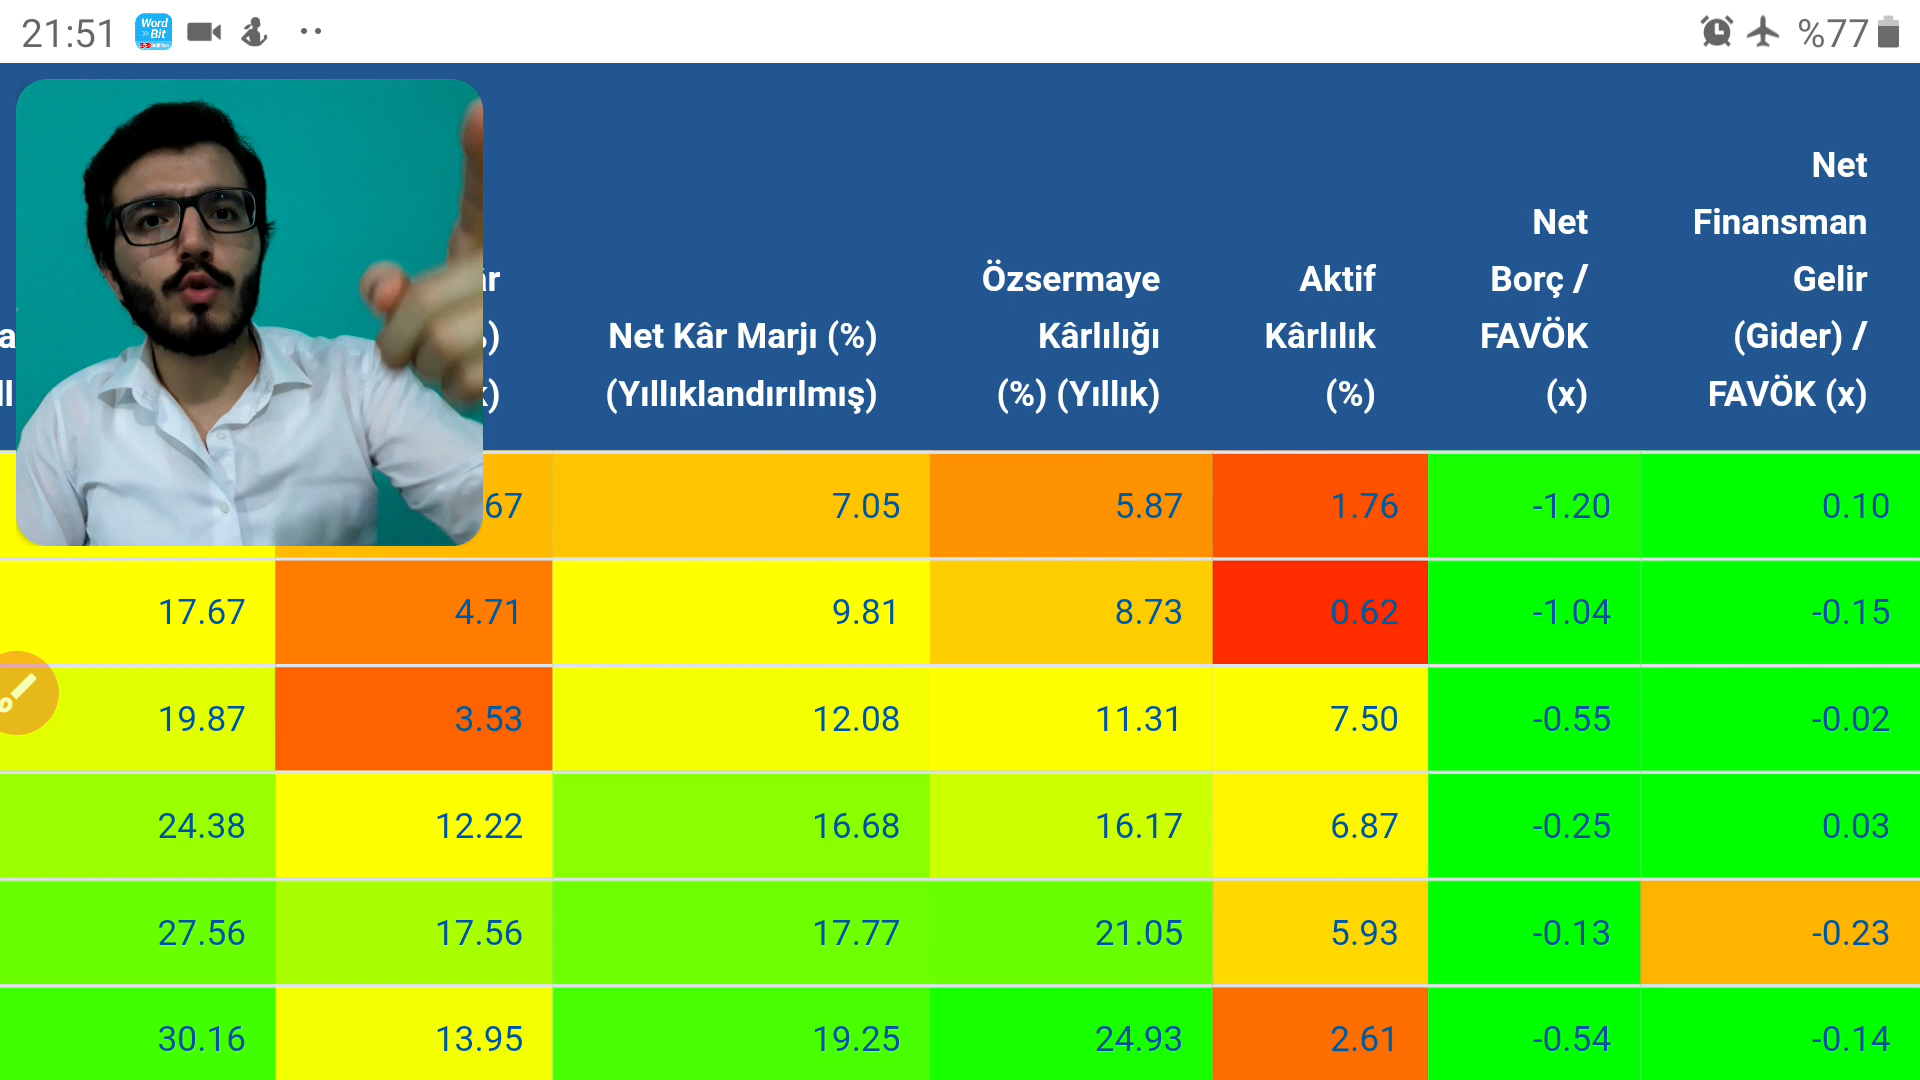 21:51
Word
Bit
%77
Net
Net
Finansman
Özsermaye
Aktif
Borç /
Gelir
Net Kâr Marjı (%)
Kârlılığı
Kârlılık
FAVÖK
(Gider) /
(Yıllıklandırılmış)
(%) (Yıllık)
(%)
(x)
FAVÖK (x)
67 7.05 5.87 1.76 -1.20 0.10
17.67 4.71 9.81 8.73 0.62 -1.04 -0.15
19.87 3.53 12.08 11.31 7.50 -0.55 -0.02
24.38 12.22 16.68 16.17 6.87 -0.25 0.03
27.56 17.56 17.77 21.05 5.93 -0.13 -0.23
30.16 13.95 19.25 24.93 2.61 -0.54 -0.14